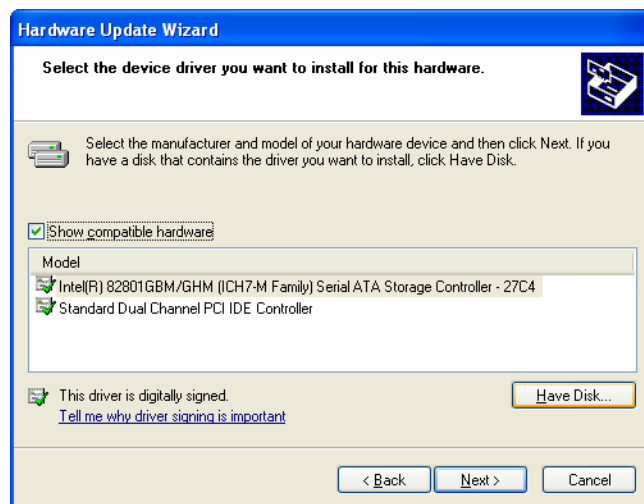 Hardware Update Wizard
Select the device driver you want to install for this hardware.
Select the manufacturer and model of your hardware device and then click Next. If you
have a disk that contains the driver you want to install, click Have Disk.
Show compatible hardware
Model
Intel(R) 82801GBM/GHM (ICH7-M Family) Serial ATA Storage Controller - 27C4
Standard Dual Channel PCI IDE Controller
This driver is digitally signed.
Have Disk...
Tell me why driver signing is important
< Back
Next >
Cancel